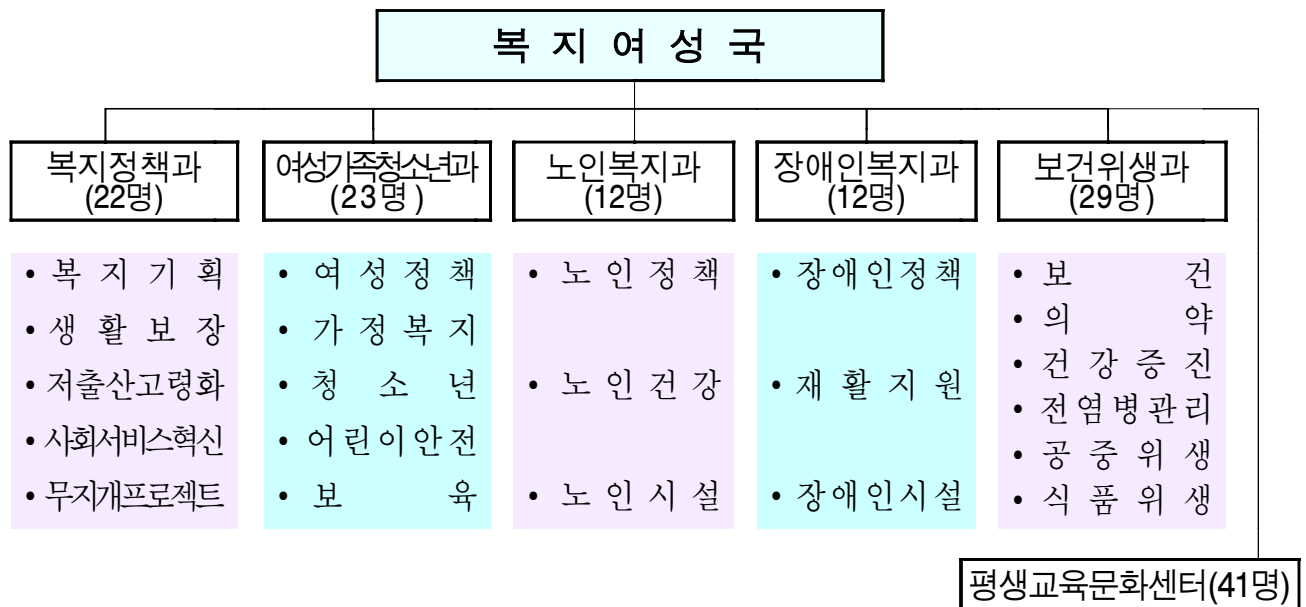 복 지 여 성 국
복지정책과
(22명)
여성가족청소년과
(23명)
노인복지과
(12명)
장애인복지과
(12명)
보건위생과
(29명)
• 복 지 기 획
• 생 활 보 장
• 저출산고령화
• 사회서비스혁신
• 무지개프로젝트
• 여 성 정 책
• 가 정 복 지
• 청 소 년
• 어린이안전
• 보 육
• 노 인 정 책
• 노 인 건 강
• 노 인 시 설
• 장애인정책
• 재 활 지 원
• 장애인시설
• 보 건
• 의 약
• 건 강 증 진
• 전염병관리
• 공 중 위 생
• 식 품 위 생
평생교육문화센터(41명)